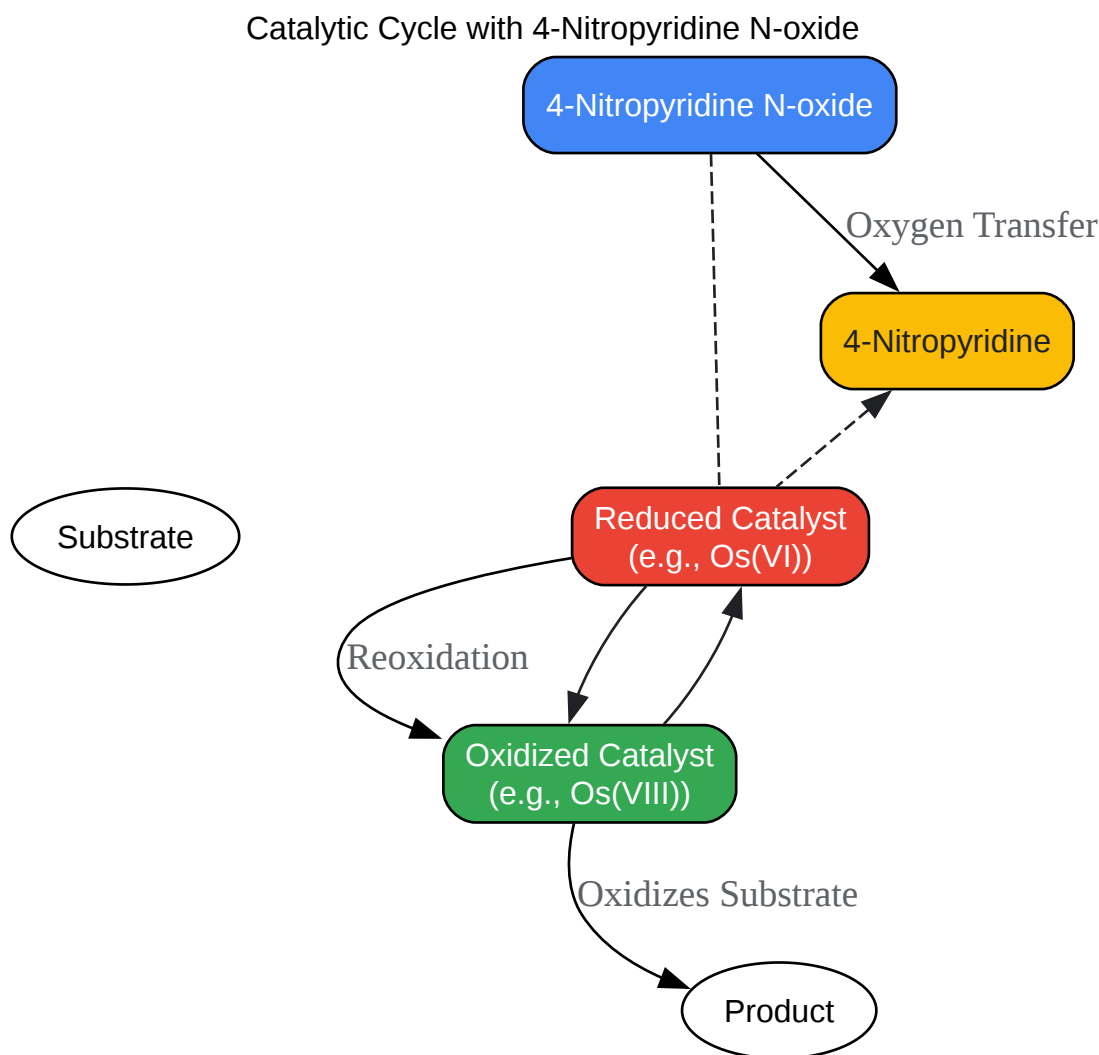 Catalytic Cycle with 4-Nitropyridine N-oxide
4-Nitropyridine N-oxide
Oxygen Transfer
4-Nitropyridine
Substrate
Reduced Catalyst
(e.g., Os(VI))
Reoxidation
Oxidized Catalyst
(e.g., Os(VIII))
Oxidizes Substrate
Product